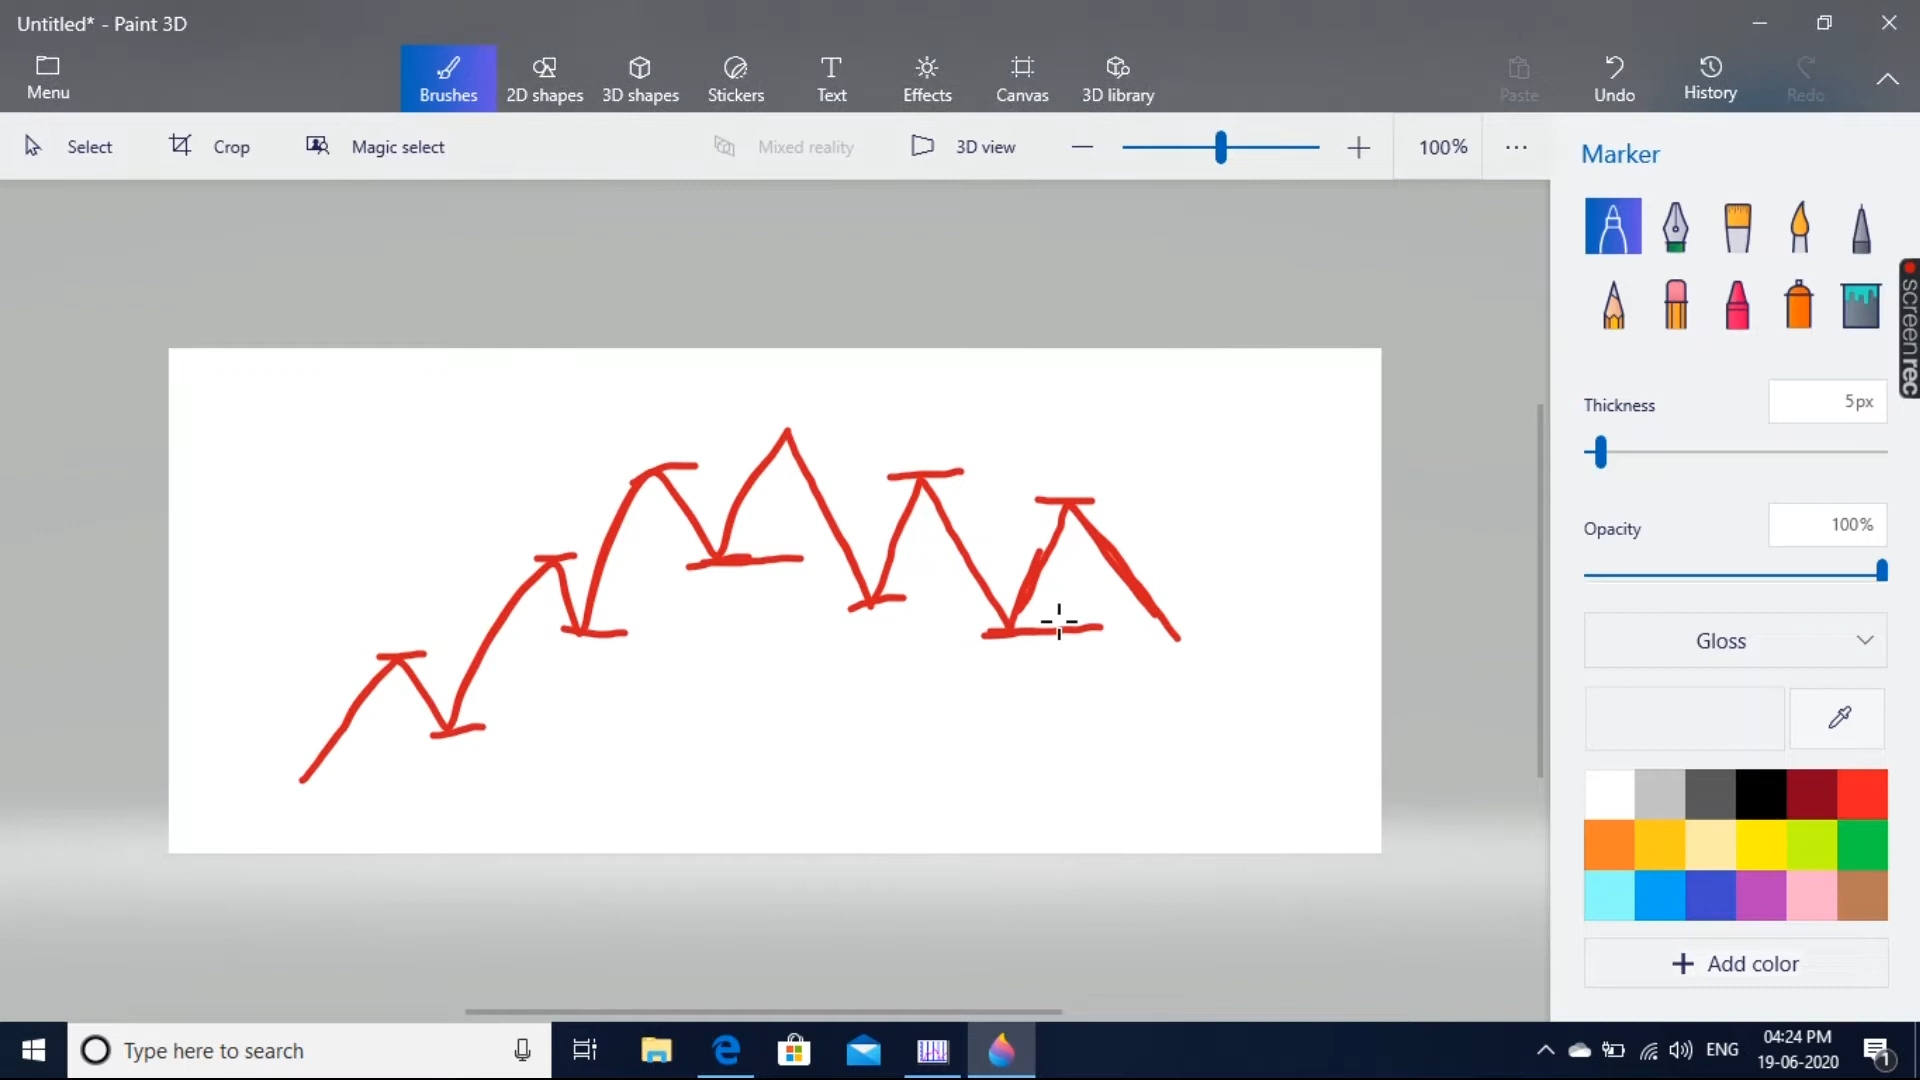 Untitled* - Paint 3D
Menu
Brushes
2D shapes
3D shapes
Stickers
Text
Effects
Canvas
3D library
Paste
Undo
History
Redo
Select
Crop
Magic select
Mixed reality
3D view
100%
Marker
screenrec
Thickness
5px
Opacity
100%
Gloss
Add color
Type here to search
ENG
04:24 PM
19-06-2020
1